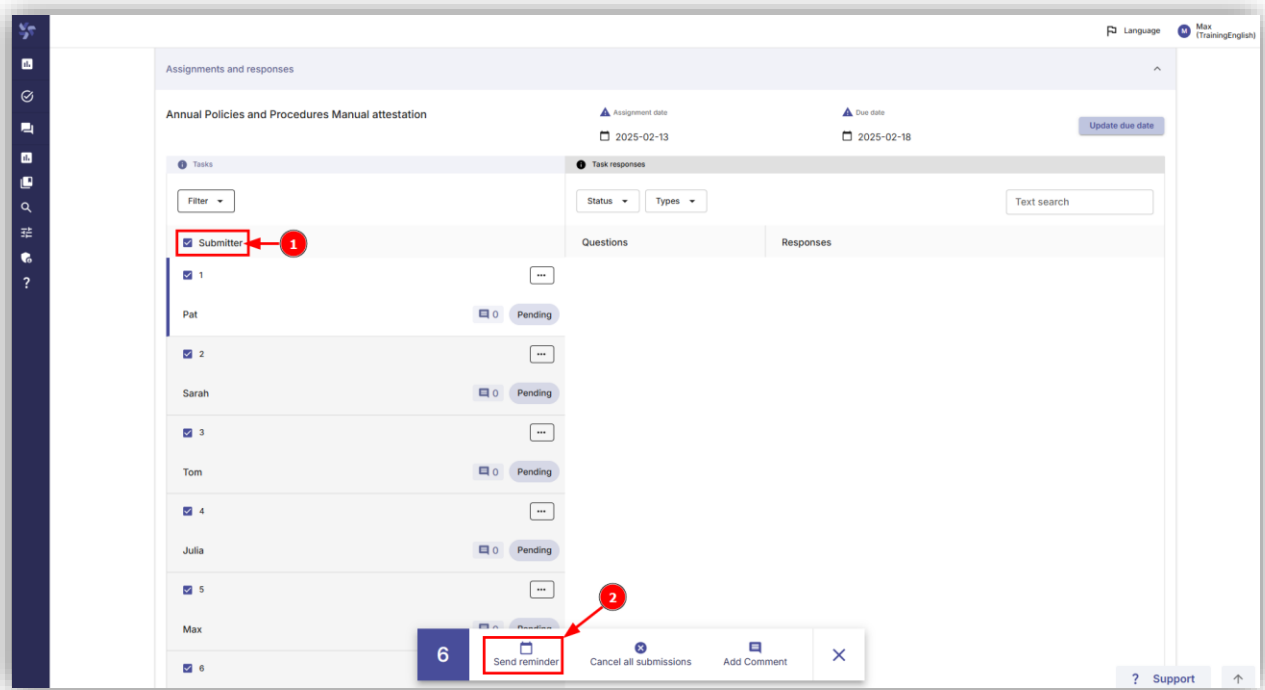 Language
M
Max
(TrainingEnglish)
Assignments and responses
Annual Policies and Procedures Manual attestation
Assignment date
2025-02-13
Due date
2025-02-18
Update due date
Tasks
Task responses
Filter
Status
Types
Text search
Submitter
1
Questions
Responses
1
Pat
0
Pending
2
Sarah
0
Pending
3
Tom
0
Pending
4
Julia
0
Pending
5
2
Max
0
Pending
6
6
Send reminder
Cancel all submissions
Add Comment
? Support